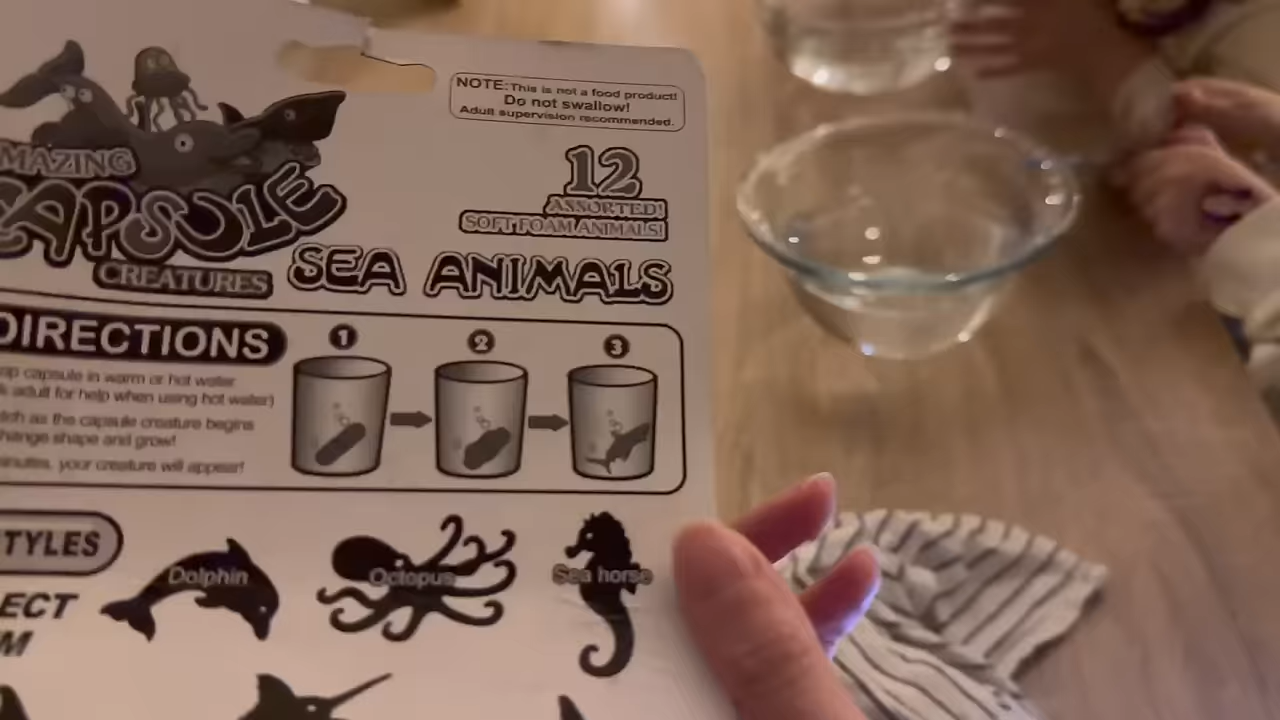 NOTE: This is not a food product!
Do not swallow!
Adult supervision recommended.
MAZING
CAPSULE
CREATURES
12
ASSORTED!
SOFT FOAM ANIMALS!
SEA ANIMALS
DIRECTIONS
1
2
3
capsule in warm or hot water
adult for help when using hot water)
as the capsule creature begins
change shape and grow!
minutes, your creature will appear!
TYLES
ECT
M
Dolphin
Octopus
Sea horse